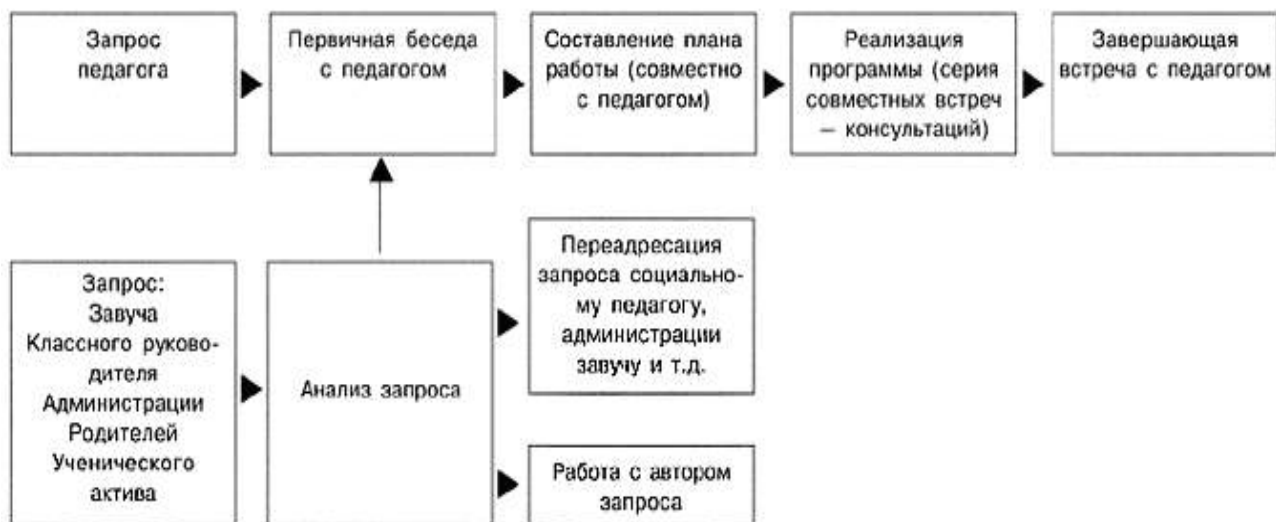 Запрос
педагога
Первичная беседа
с педагогом
Составление плана
работы (совместно
с педагогом)
Реализация
программы (серия
совместных встреч
– консультаций)
Завершающая
встреча с педагогом
Запрос:
Завуча
Классного руково-
дителя
Администрации
Родителей
Ученического
актива
Анализ запроса
Переадресация
запроса социально-
му педагогу,
администрации
завучу и т.д.
Работа с автором
запроса